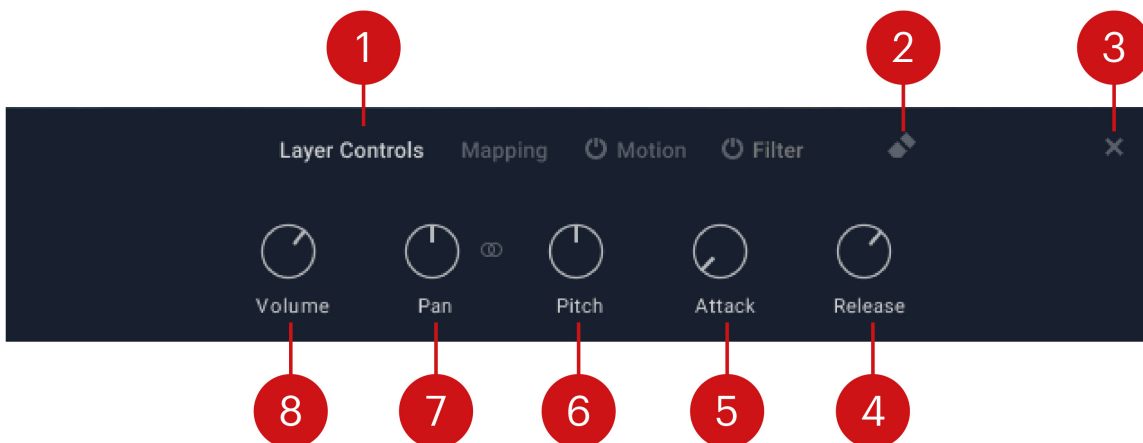 1 2 3
Layer Controls Mapping Motion Filter
Volume Pan Pitch Attack Release
8 7 6 5 4